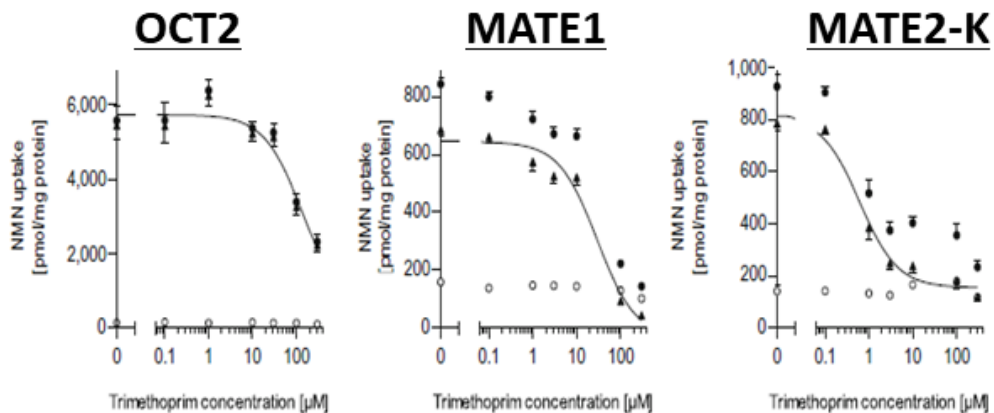 OCT2
NMN uptake
[pmol/mg protein]
6,000
4,000
2,000
0
0 0.1 1 10 100
Trimethoprim concentration [µM]
MATE1
NMN uptake
[pmol/mg protein]
800
600
400
200
0
0 0.1 1 10 100
Trimethoprim concentration [µM]
MATE2-K
NMN uptake
[pmol/mg protein]
1,000
800
600
400
200
0
0 0.1 1 10 100
Trimethoprim concentration [µM]